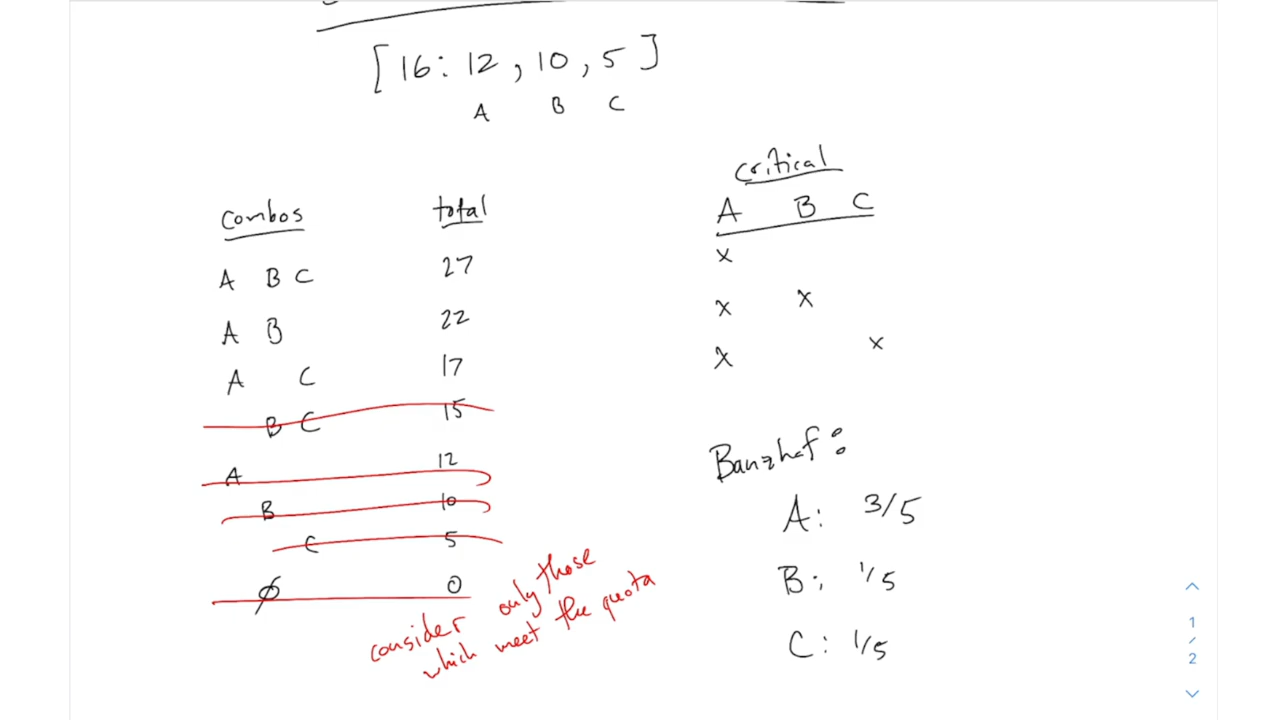 [16: 12, 10, 5]
A B C
critical
A B C
combos total
A B C 27 x
A B 22 x x
A C 17 x x
B C 15
A 12
B 10
C 5
∅ 0
consider only those
which meet the quota
Banzhaf:
A: 3/5
B: 1/5
C: 1/5
1
/
2